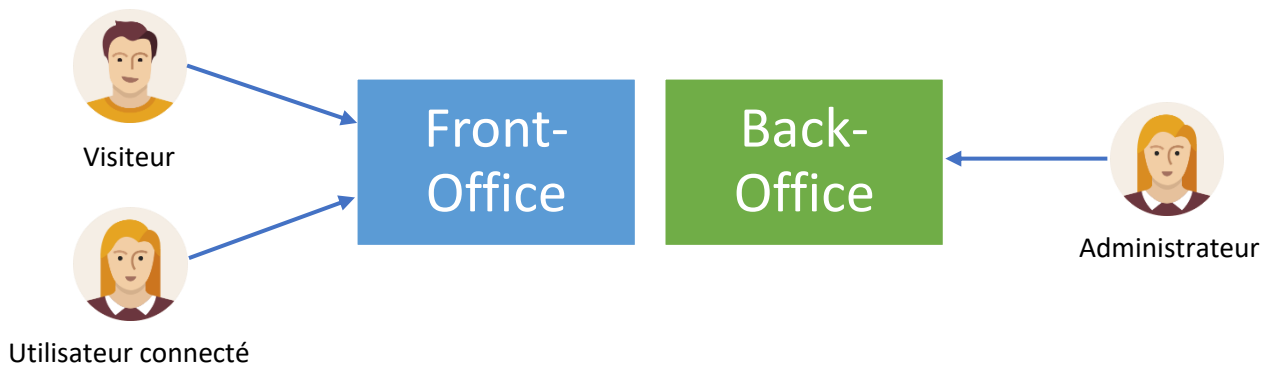 Visiteur
Utilisateur connecté
Front-
Office
Back-
Office
Administrateur